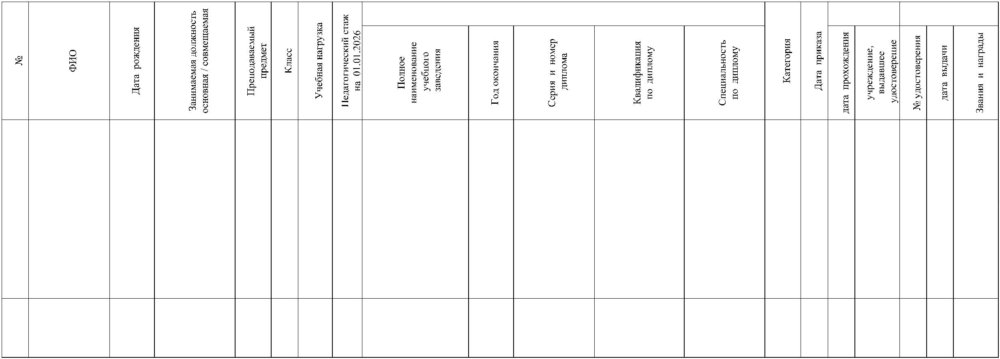 №
ФИО
Дата рождения
Занимаемая должность
основная / совмещаемая
Преподаваемый
предмет
Класс
Учебная нагрузка
Педагогический стаж
на 01.01.2026
Полное
наименование
учебного
заведения
Год окончания
Серия и номер
диплома
Квалификация
по диплому
Специальность
по диплому
Категория
Дата приказа
дата прохождения
учреждение,
выдавшее
удостоверение
№ удостоверения
дата выдачи
Звания и награды